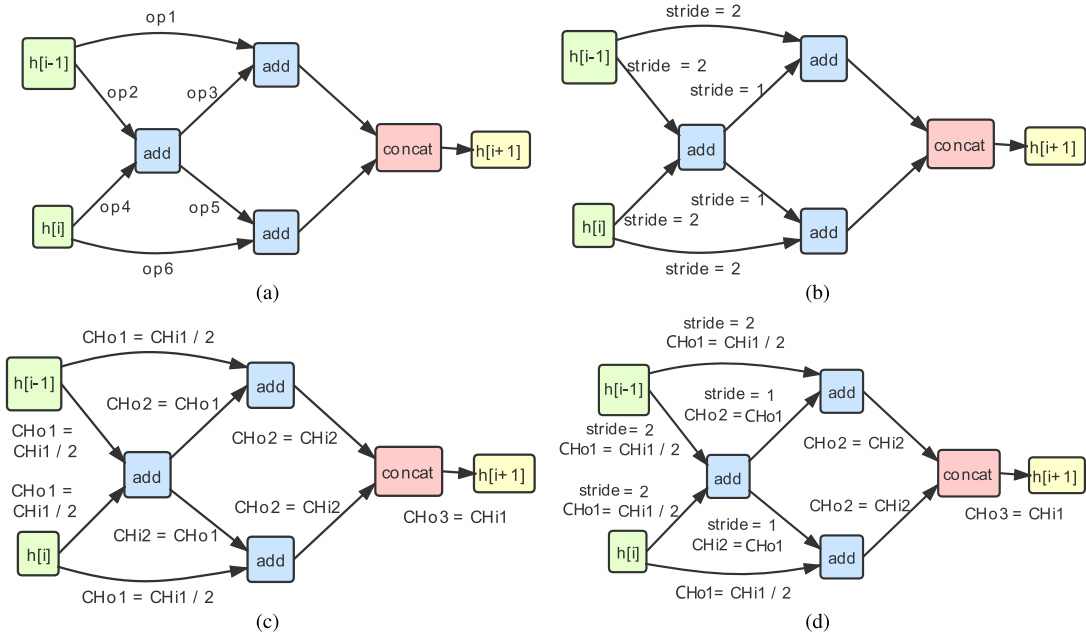 op1
h[i-1]
add
op2
op3
add
concat
h[i+1]
op4
op5
h[i]
add
op6
(a)
stride = 2
h[i-1]
add
stride = 2
stride = 1
add
concat
h[i+1]
stride = 1
h[i]
stride = 2
add
stride = 2
(b)
CHo1 = CHi1 / 2
h[i-1]
add
CHo2 = CHo1
CHo1 =
CHi1 / 2
CHo2 = CHi2
add
concat
h[i+1]
CHo1 =
CHi1 / 2
CHo2 = CHi2
CHo3 = CHi1
CHi2 = CHo1
h[i]
add
CHo1 = CHi1 / 2
(c)
stride = 2
CHo1 = CHi1 / 2
h[i-1]
add
stride = 1
CHo2 = CHo1
stride= 2
CHo1 = CHi1 / 2
CHo2 = CHi2
add
concat
h[i+1]
stride = 2
CHo1= CHi1 / 2
CHo2 = CHi2
CHo3 = CHi1
stride = 1
CHi2 = CHo1
h[i]
add
CHo1= CHi1 / 2
(d)